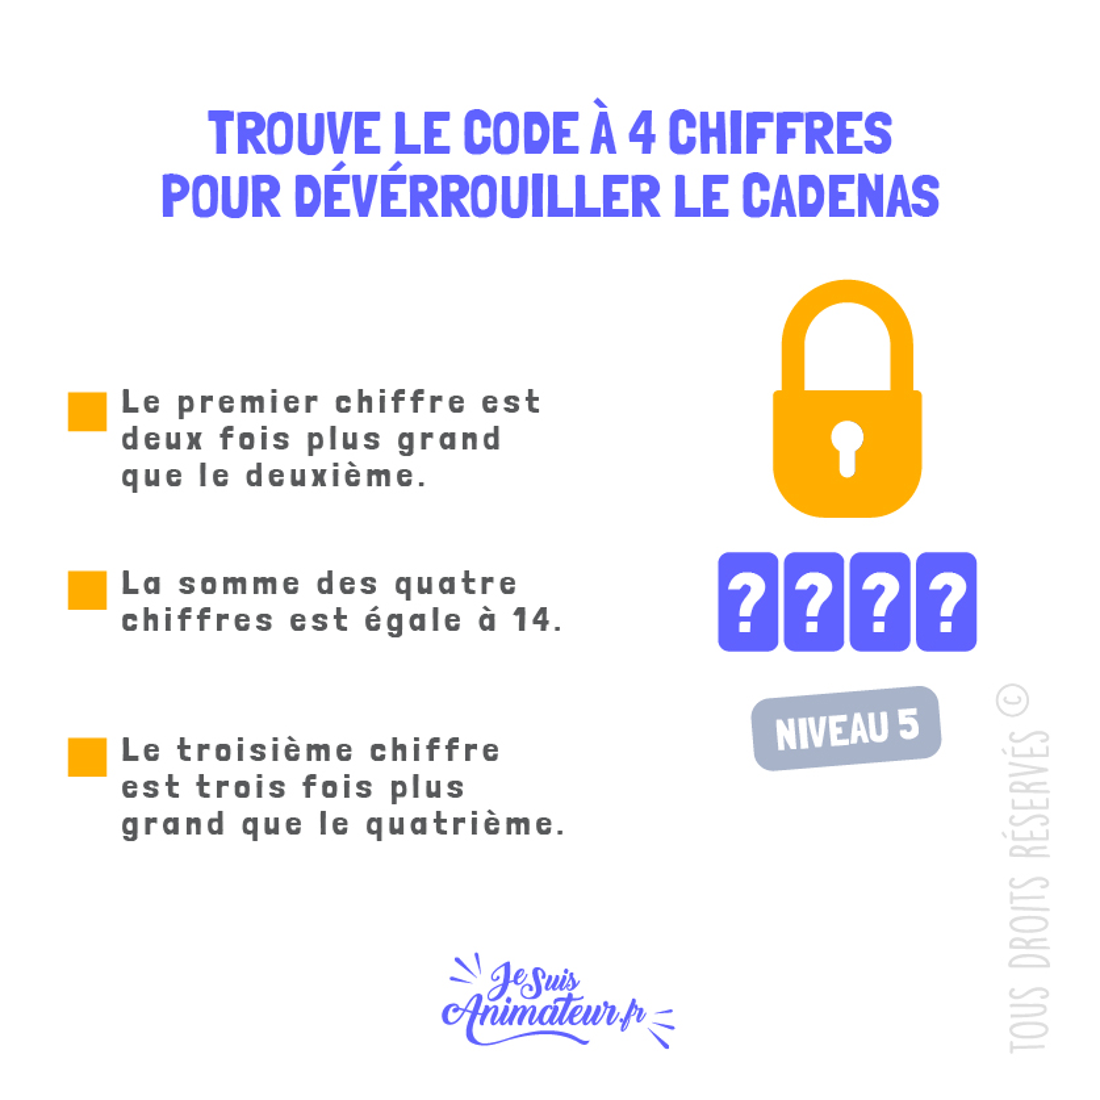 TROUVE LE CODE À 4 CHIFFRES
POUR DÉVÉRROUILLER LE CADENAS
Le premier chiffre est
deux fois plus grand
que le deuxième.
La somme des quatre
chiffres est égale à 14.
Le troisième chiffre
est trois fois plus
grand que le quatrième.
? ? ? ?
NIVEAU 5
TOUS DROITS RÉSERVÉS ©
Je Suis
Animateur.fr